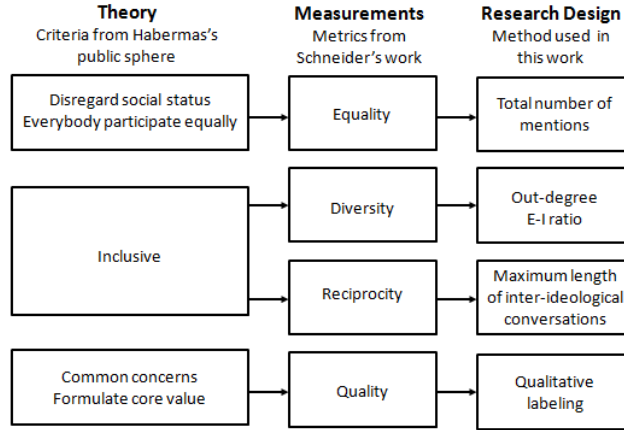 Theory
Criteria from Habermas's
public sphere
Measurements
Metrics from
Schneider's work
Research Design
Method used in
this work
Disregard social status
Everybody participate equally
Equality
Total number of
mentions
Inclusive
Diversity
Out-degree
E-I ratio
Reciprocity
Maximum length
of inter-ideological
conversations
Common concerns
Formulate core value
Quality
Qualitative
labeling